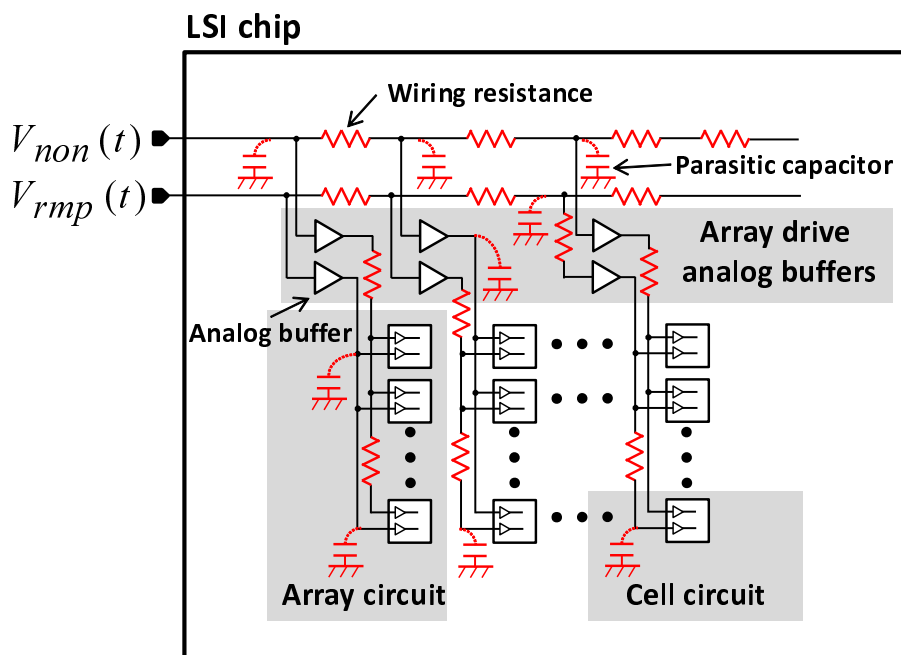 LSI chip
Wiring resistance
V_non (t)
Parasitic capacitor
V_rmp (t)
Array drive
analog buffers
Analog buffer
Array circuit
Cell circuit